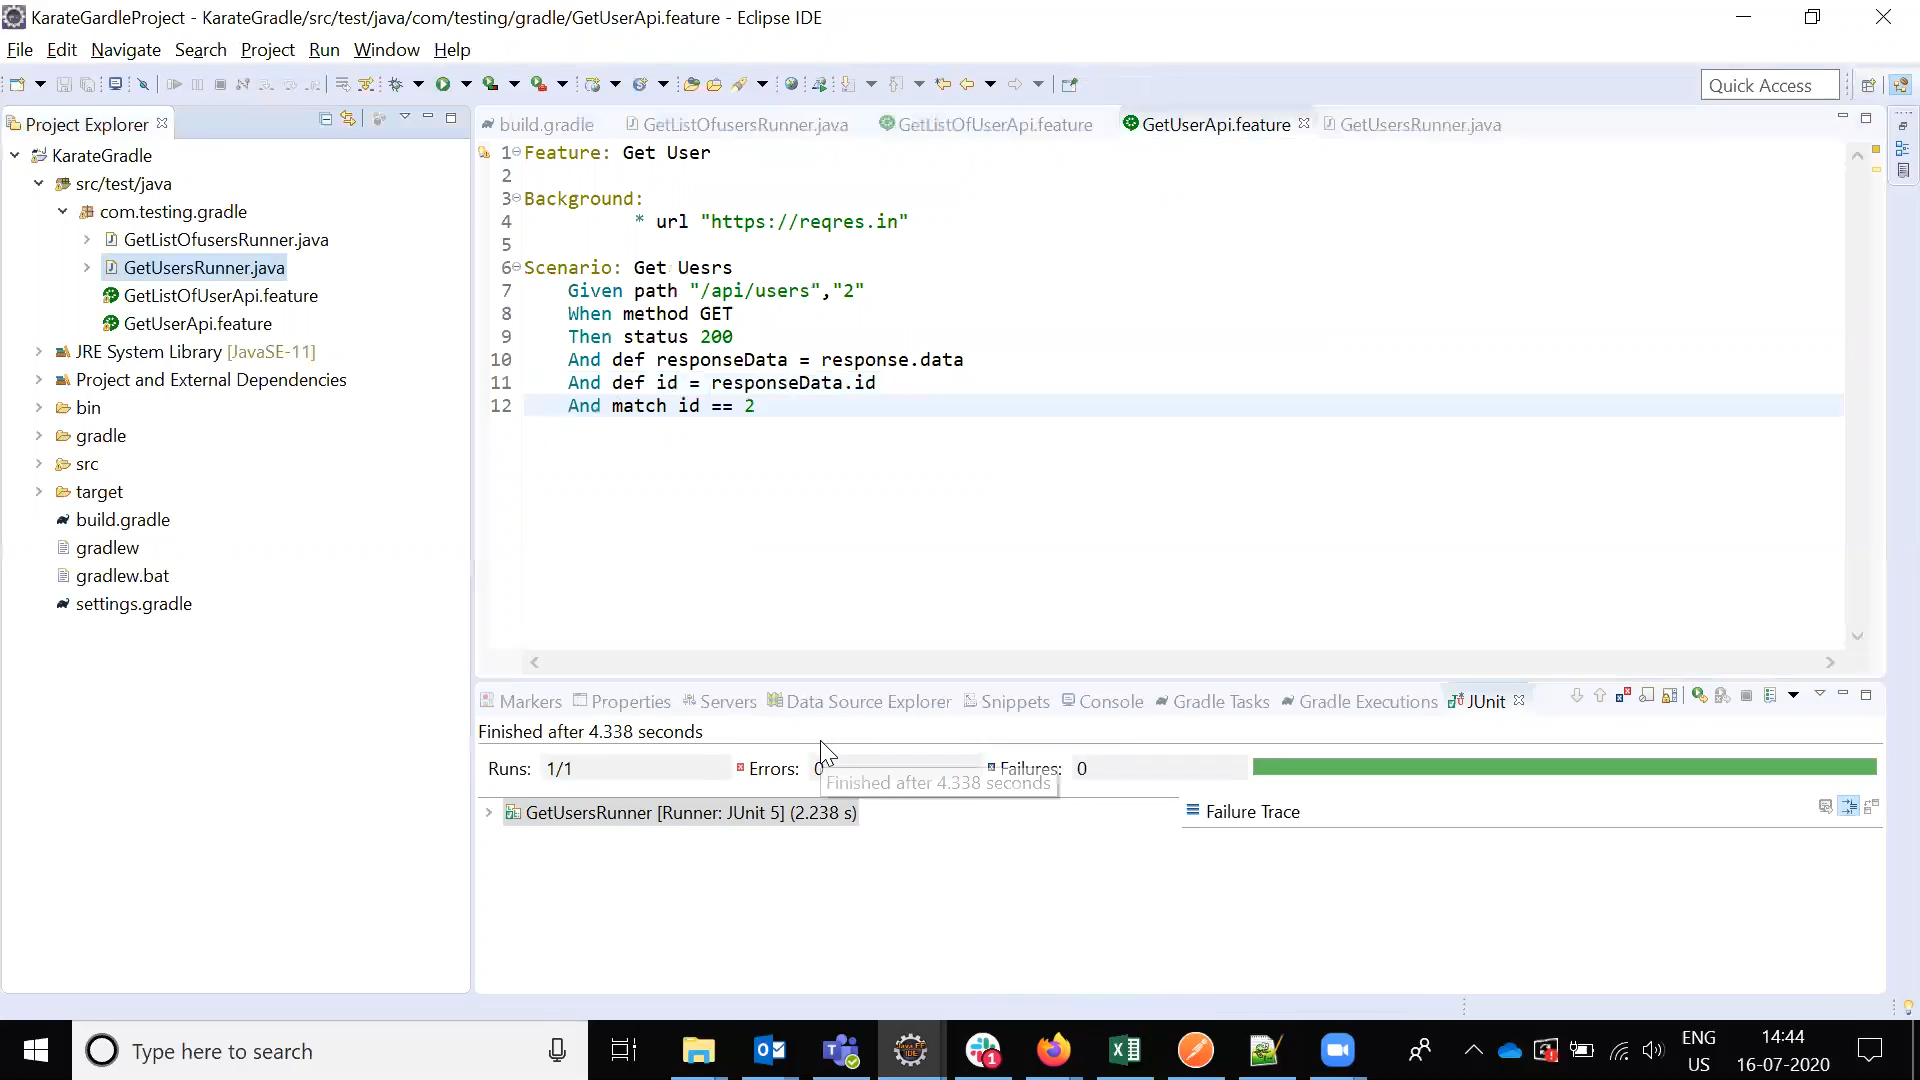 KarateGardleProject - KarateGradle/src/test/java/com/testing/gradle/GetUserApi.feature - Eclipse IDE
File Edit Navigate Search Project Run Window Help
Quick Access
Project Explorer
KarateGradle
src/test/java
com.testing.gradle
GetListOfusersRunner.java
GetUsersRunner.java
GetListOfUserApi.feature
GetUserApi.feature
JRE System Library [JavaSE-11]
Project and External Dependencies
bin
gradle
src
target
build.gradle
gradlew
gradlew.bat
settings.gradle
build.gradle GetListOfusersRunner.java GetListOfUserApi.feature GetUserApi.feature GetUsersRunner.java
1 Feature: Get User
2
3 Background:
4 * url "https://reqres.in"
5
6 Scenario: Get Uesrs
7 Given path "/api/users","2"
8 When method GET
9 Then status 200
10 And def responseData = response.data
11 And def id = responseData.id
12 And match id == 2
Markers Properties Servers Data Source Explorer Snippets Console Gradle Tasks Gradle Executions JUnit
Finished after 4.338 seconds
Runs: 1/1 Errors: 0 Failures: 0
Finished after 4.338 seconds
GetUsersRunner [Runner: JUnit 5] (2.238 s)
Failure Trace
Type here to search
Java EE
IDE
1
ENG
US
14:44
16-07-2020